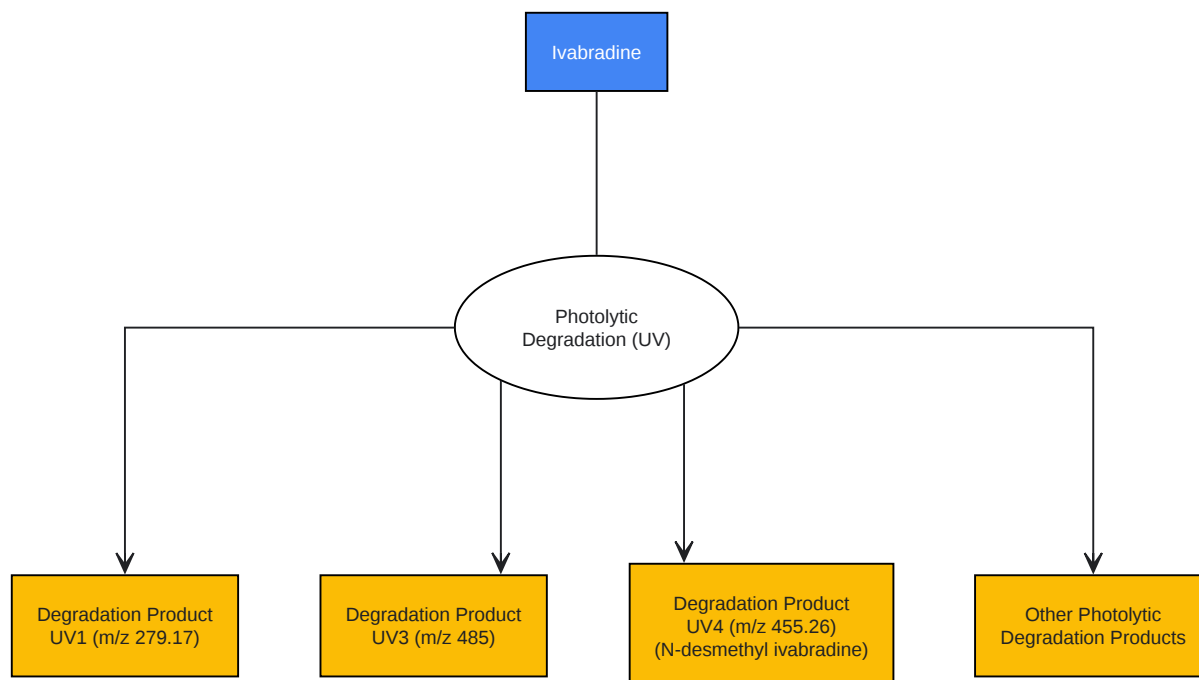 Ivabradine
Photolytic
Degradation (UV)
Degradation Product
UV1 (m/z 279.17)
Degradation Product
UV3 (m/z 485)
Degradation Product
UV4 (m/z 455.26)
(N-desmethyl ivabradine)
Other Photolytic
Degradation Products